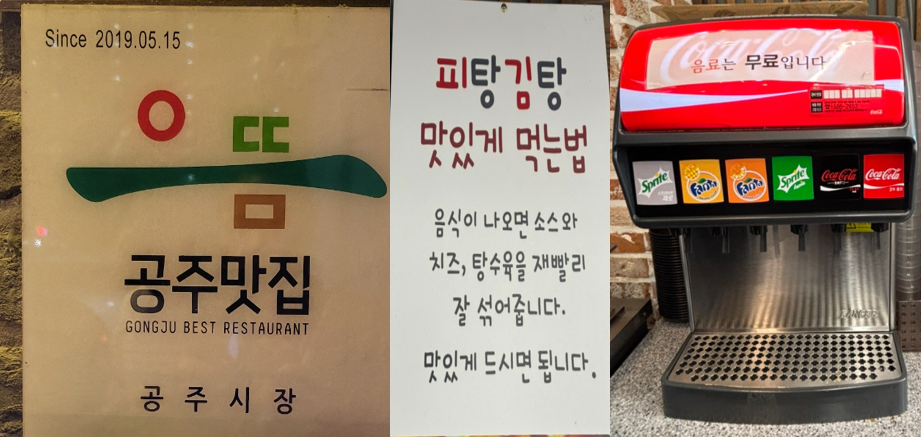 Since 2019.05.15
으뜸
공주맛집
GONGJU BEST RESTAURANT
공주시장
피탕김탕
맛있게 먹는법
음식이 나오면 소스와
치즈, 탕수육을 재빨리
잘 섞어줍니다.
맛있게 드시면 됩니다.
Coca-Cola
음료는 무료입니다
Sprite
Fanta
Fanta
Sprite
Coca-Cola
Coca-Cola
LANCER